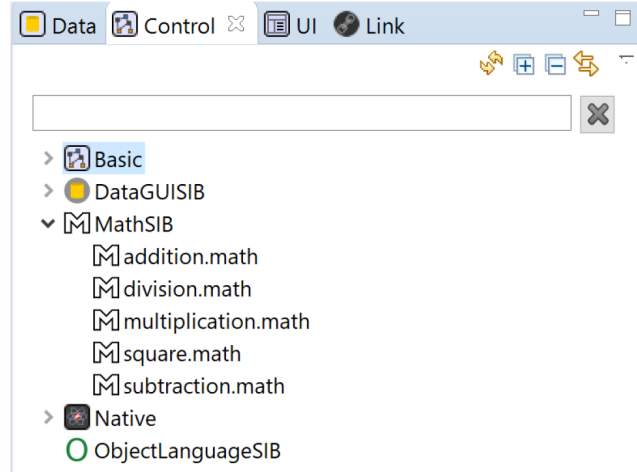 Data Control UI Link
Basic
DataGUISIB
MathSIB
addition.math
division.math
multiplication.math
square.math
subtraction.math
Native
ObjectLanguageSIB